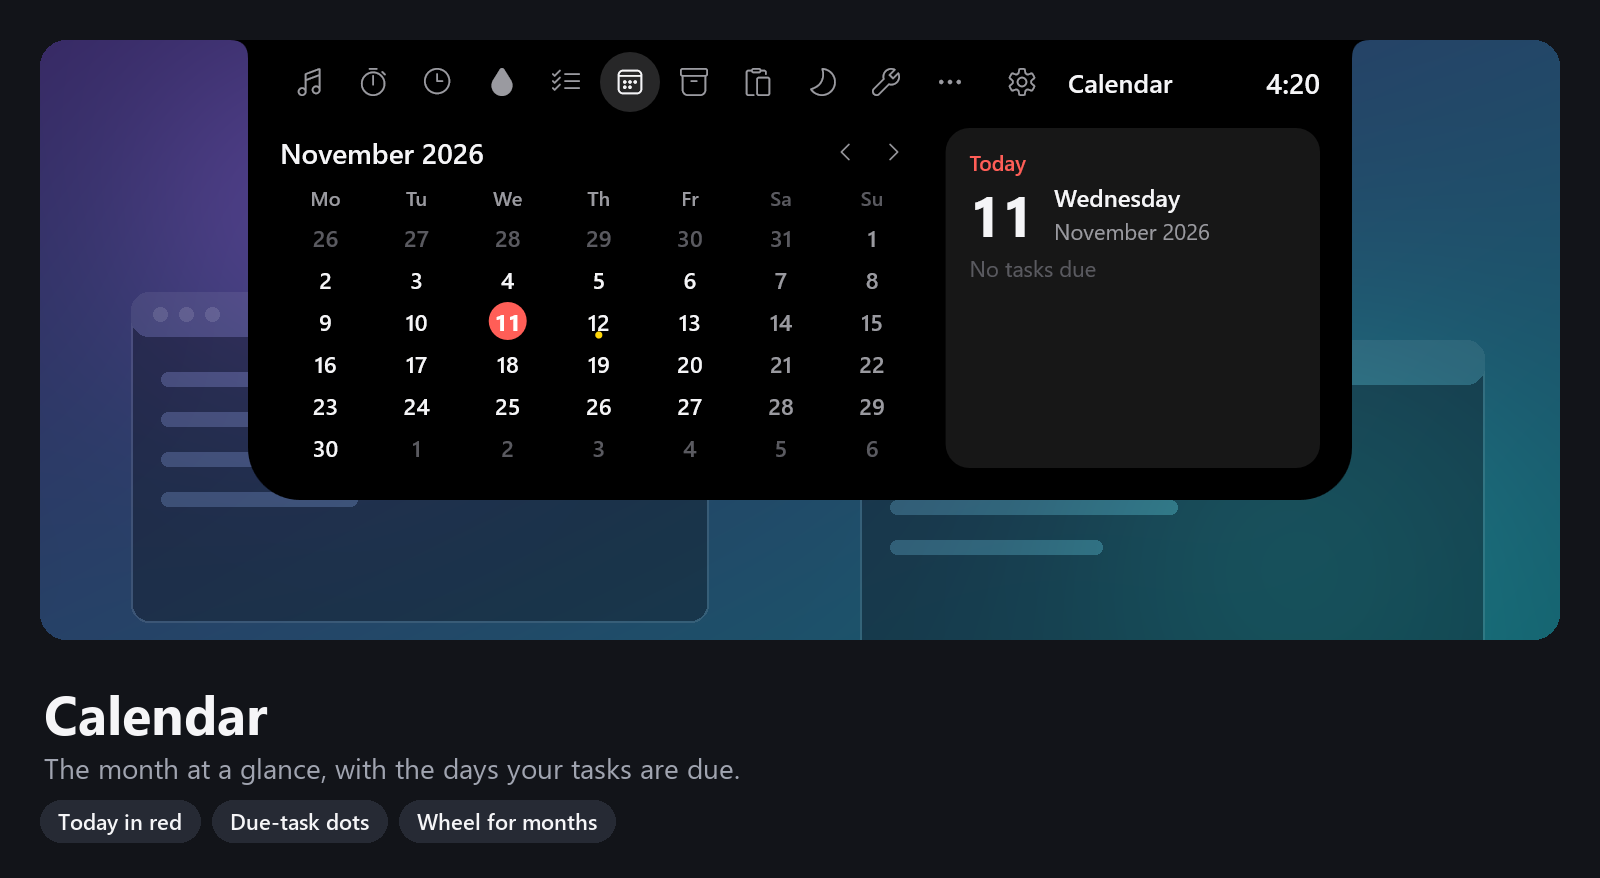 Calendar 4:20
November 2026
Mo Tu We Th Fr Sa Su
26 27 28 29 30 31 1
2 3 4 5 6 7 8
9 10 11 12 13 14 15
16 17 18 19 20 21 22
23 24 25 26 27 28 29
30 1 2 3 4 5 6
Today
11
Wednesday
November 2026
No tasks due
Calendar
The month at a glance, with the days your tasks are due.
Today in red Due-task dots Wheel for months